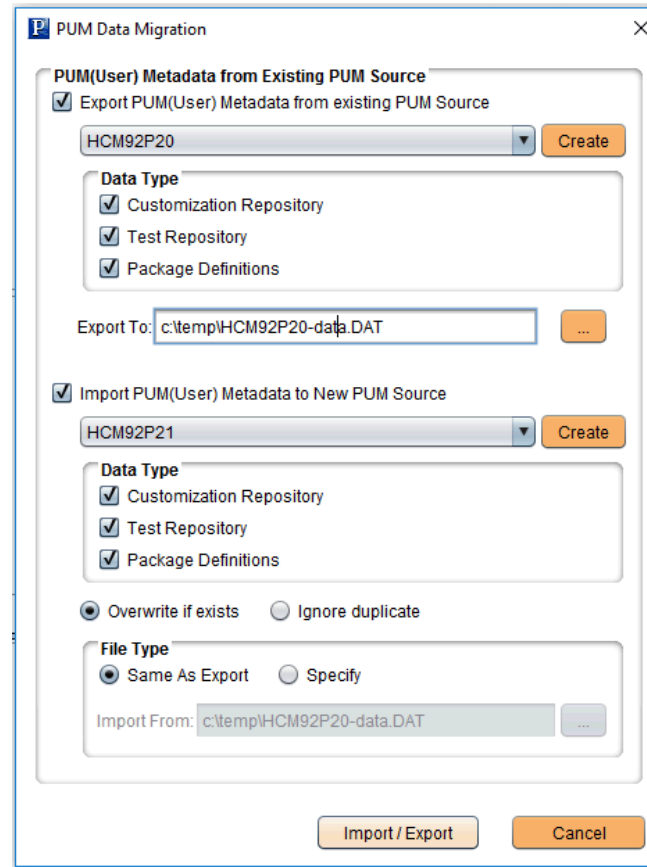 PUM Data Migration
PUM(User) Metadata from Existing PUM Source
Export PUM(User) Metadata from existing PUM Source
HCM92P20 Create
Data Type
Customization Repository
Test Repository
Package Definitions
Export To: c:\temp\HCM92P20-data.DAT ...
Import PUM(User) Metadata to New PUM Source
HCM92P21 Create
Data Type
Customization Repository
Test Repository
Package Definitions
Overwrite if exists Ignore duplicate
File Type
Same As Export Specify
Import From: c:\temp\HCM92P20-data.DAT ...
Import / Export Cancel